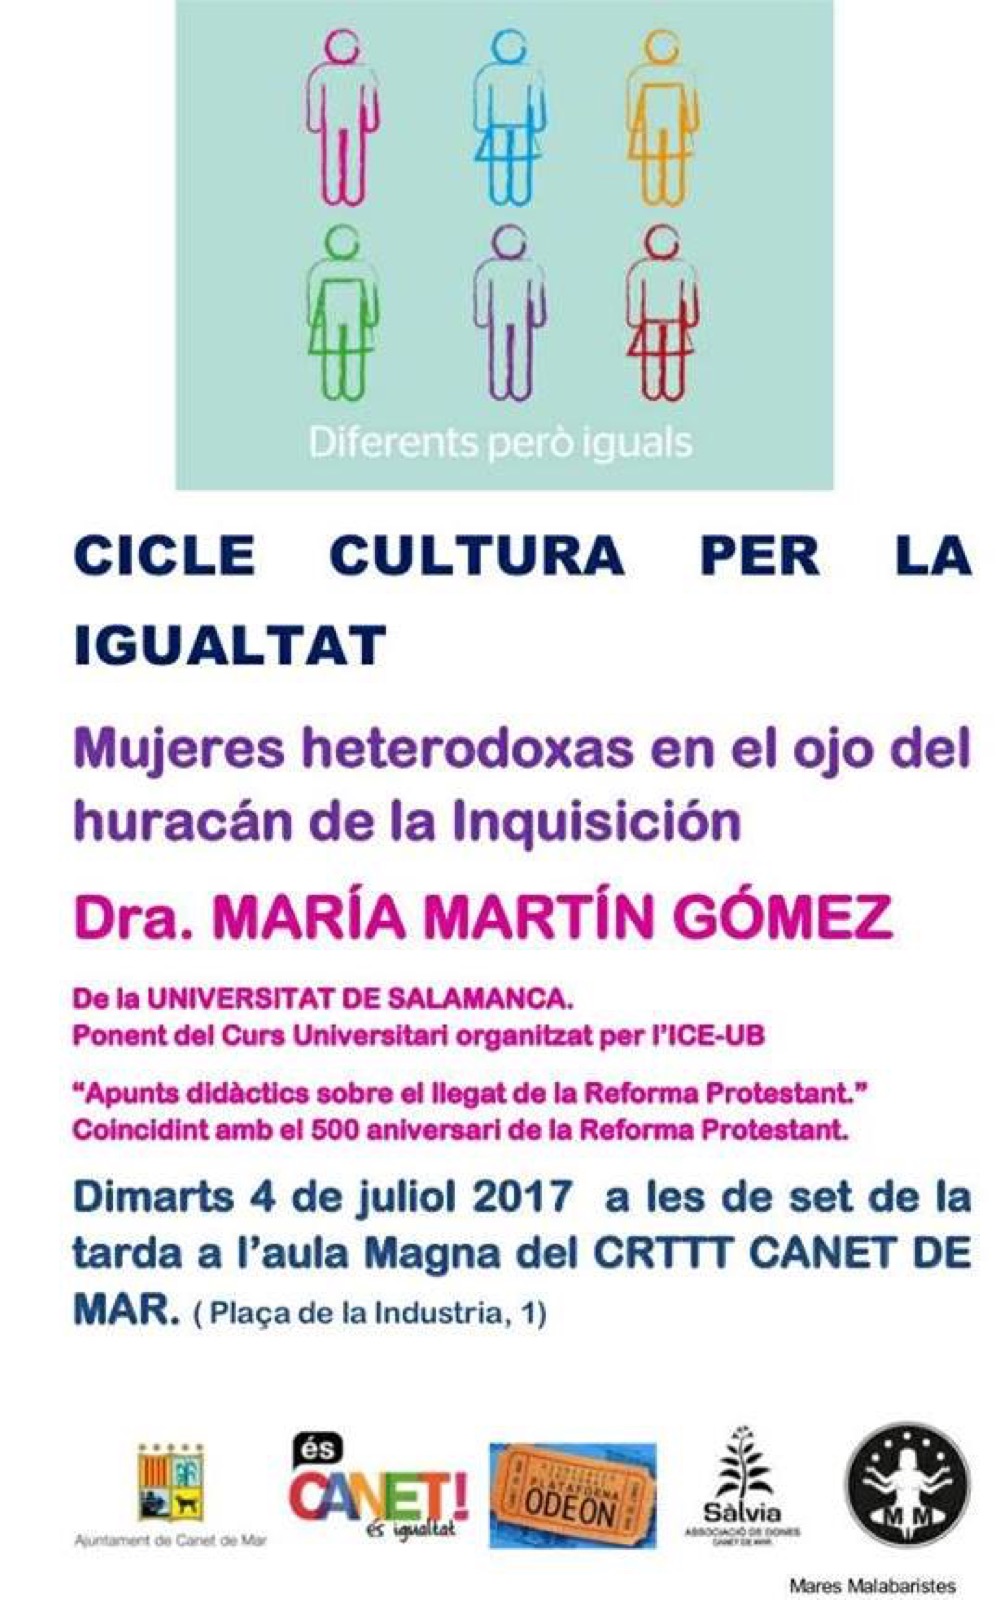 Diferents però iguals
CICLE CULTURA PER LA
IGUALTAT
Mujeres heterodoxas en el ojo del
huracán de la Inquisición
Dra. MARÍA MARTÍN GÓMEZ
De la UNIVERSITAT DE SALAMANCA.
Ponent del Curs Universitari organitzat per l’ICE-UB
“Apunts didàctics sobre el llegat de la Reforma Protestant.”
Coincidint amb el 500 aniversari de la Reforma Protestant.
Dimarts 4 de juliol 2017 a les de set de la
tarda a l’aula Magna del CRTTT CANET DE
MAR. ( Plaça de la Industria, 1)
Ajuntament de Canet de Mar
és
CANET!
és igualtat
PLATAFORMA
ODEON
Sàlvia
ASSOCIACIÓ DE DONES
CANET DE MAR
M M
Mares Malabaristes